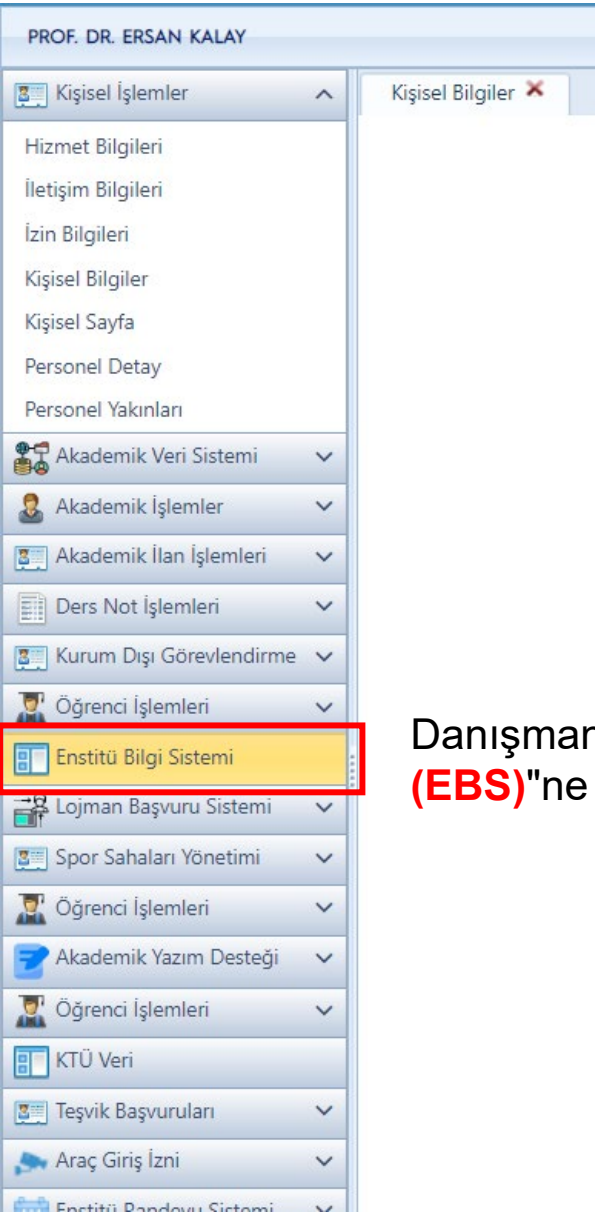 PROF. DR. ERSAN KALAY
Kişisel İşlemler
Kişisel Bilgiler
Hizmet Bilgileri
İletişim Bilgileri
İzin Bilgileri
Kişisel Bilgiler
Kişisel Sayfa
Personel Detay
Personel Yakınları
Akademik Veri Sistemi
Akademik İşlemler
Akademik İlan İşlemleri
Ders Not İşlemleri
Kurum Dışı Görevlendirme
Öğrenci İşlemleri
Danışman
Enstitü Bilgi Sistemi
(EBS)"ne
Lojman Başvuru Sistemi
Spor Sahaları Yönetimi
Öğrenci İşlemleri
Akademik Yazım Desteği
Öğrenci İşlemleri
KTÜ Veri
Teşvik Başvuruları
Araç Giriş İzni
Enstitü Randevu Sistemi